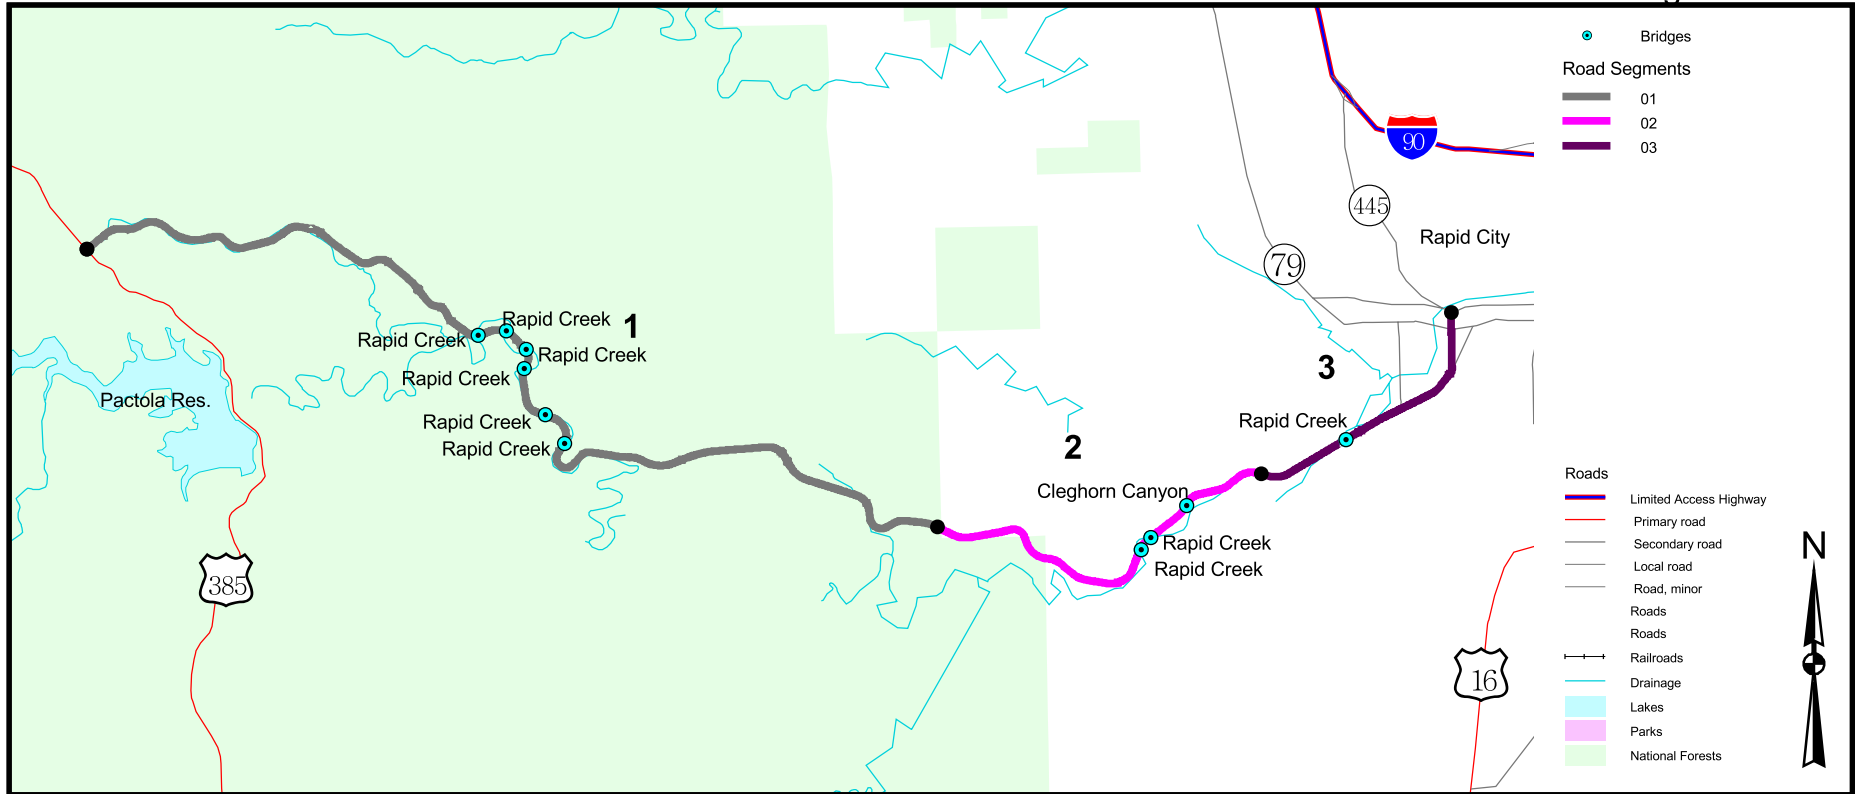 Bridges
Road Segments
01
02
03
90
445
Rapid City
79
Rapid Creek
1
Rapid Creek
Rapid Creek
3
Rapid Creek
Pactola Res.
Rapid Creek
Rapid Creek
Rapid Creek
2
Cleghorn Canyon
Rapid Creek
Rapid Creek
385
16
Roads
Limited Access Highway
Primary road
Secondary road
Local road
Road, minor
Roads
Roads
Railroads
Drainage
Lakes
Parks
National Forests
N